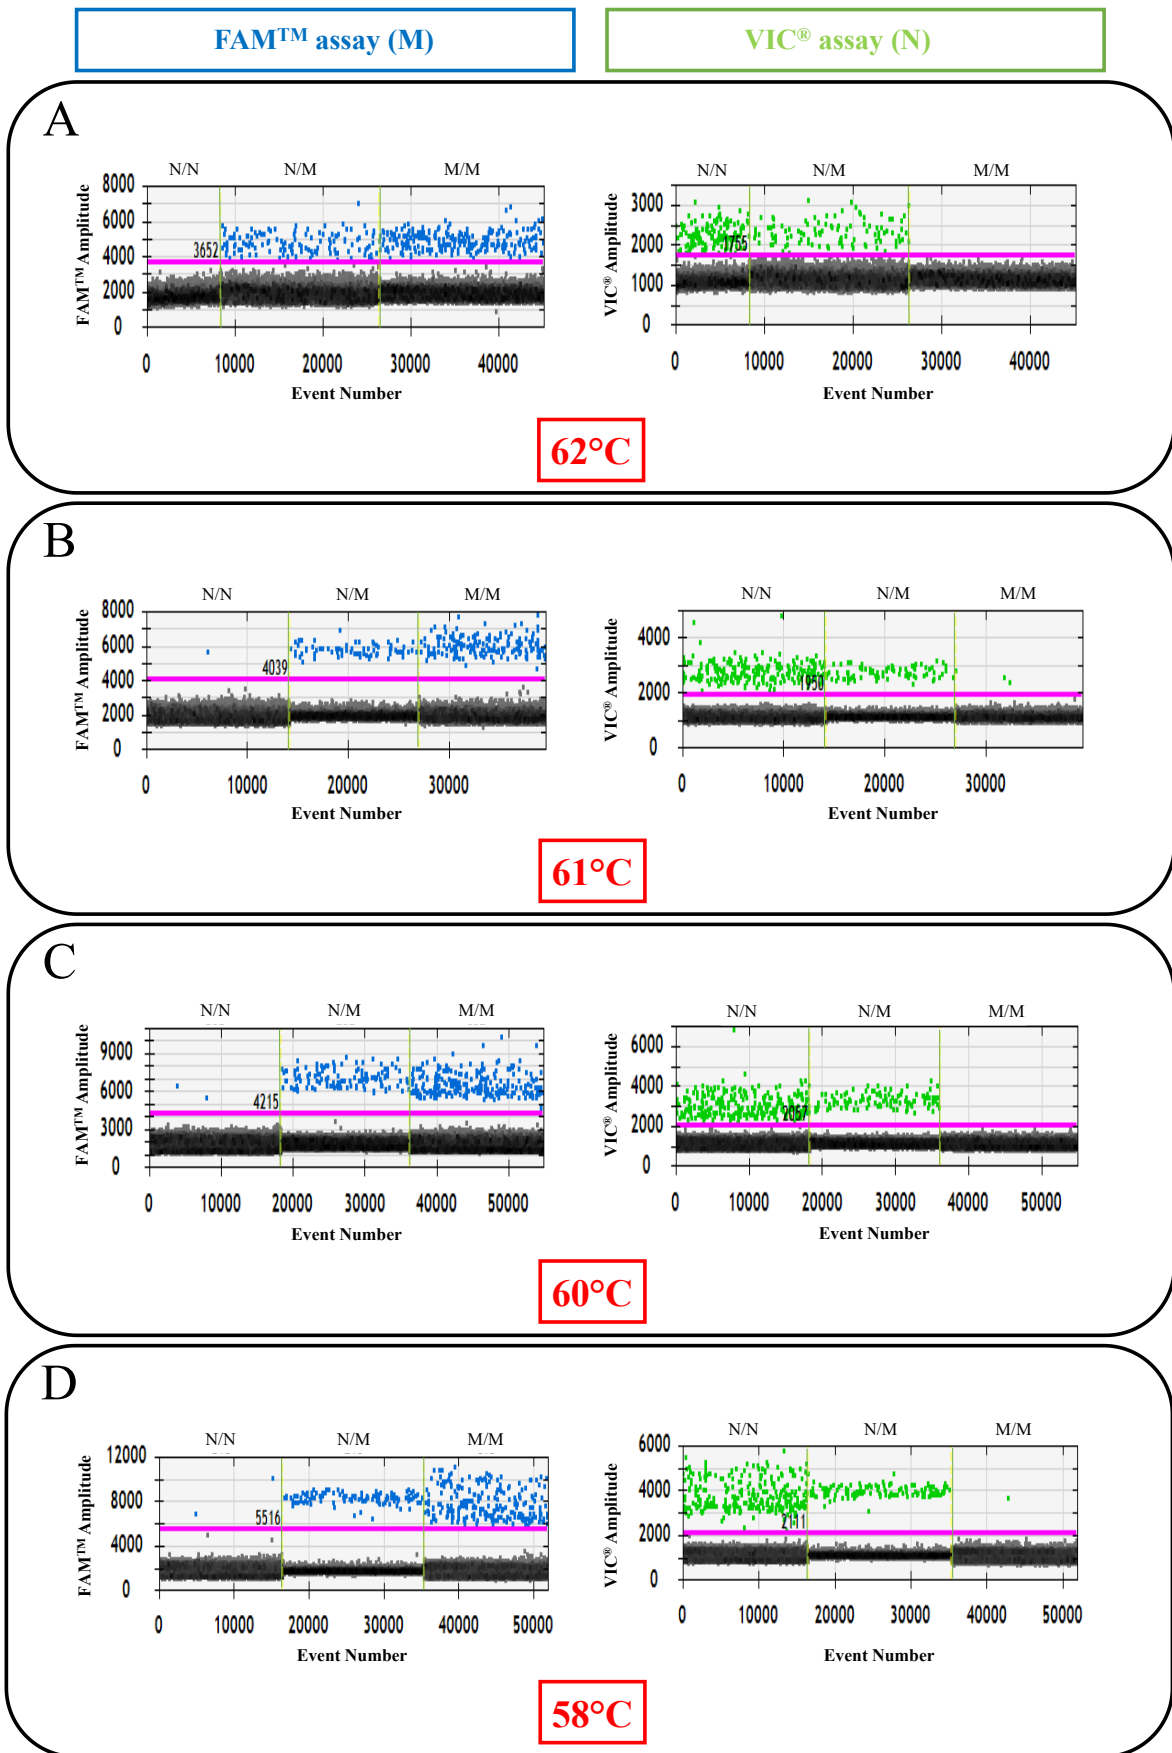 FAM™ assay (M)
VIC® assay (N)
A
N/N N/M M/M
FAM™ Amplitude
8000
6000
4000
2000
0
3652
0 10000 20000 30000 40000
Event Number
N/N N/M M/M
VIC® Amplitude
3000
2000
1000
0
1765
0 10000 20000 30000 40000
Event Number
62°C
B
N/N N/M M/M
FAM™ Amplitude
8000
6000
4000
2000
0
4039
0 10000 20000 30000
Event Number
N/N N/M M/M
VIC® Amplitude
4000
2000
0
1950
0 10000 20000 30000
Event Number
61°C
C
N/N N/M M/M
FAM™ Amplitude
9000
6000
3000
0
4215
0 10000 20000 30000 40000 50000
Event Number
N/N N/M M/M
VIC® Amplitude
6000
4000
2000
0
2057
0 10000 20000 30000 40000 50000
Event Number
60°C
D
N/N N/M M/M
FAM™ Amplitude
12000
8000
4000
0
5516
0 10000 20000 30000 40000 50000
Event Number
N/N N/M M/M
VIC® Amplitude
6000
4000
2000
0
2111
0 10000 20000 30000 40000 50000
Event Number
58°C